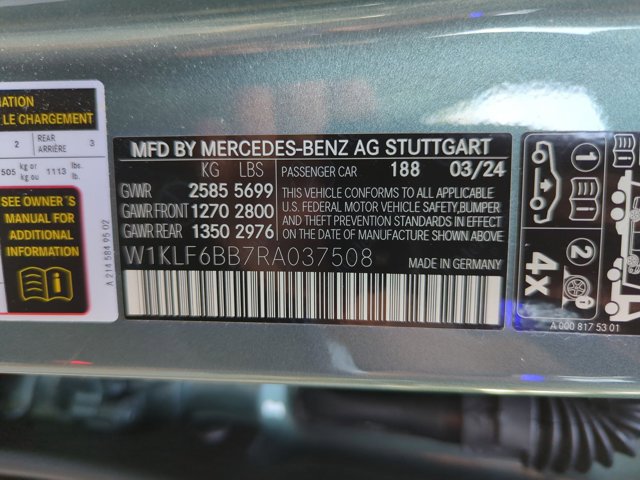 MATION
LE CHARGEMENT
2 REAR ARRIÈRE 3
505 kg or kg ou 1113 lbs. lb.
SEE OWNER'S
MANUAL FOR
ADDITIONAL
INFORMATION
A 214 584 95 02
MFD BY MERCEDES-BENZ AG STUTTGART
KG LBS PASSENGER CAR 188 03/24
GVWR 2585 5699
GAWR FRONT 1270 2800
GAWR REAR 1350 2976
THIS VEHICLE CONFORMS TO ALL APPLICABLE
U.S. FEDERAL MOTOR VEHICLE SAFETY, BUMPER
AND THEFT PREVENTION STANDARDS IN EFFECT
ON DATE OF MANUFACTURE SHOWN ABOVE.
W1KLF6BB7RA037508
MADE IN GERMANY
1
2
4x
A 000 817 53 01